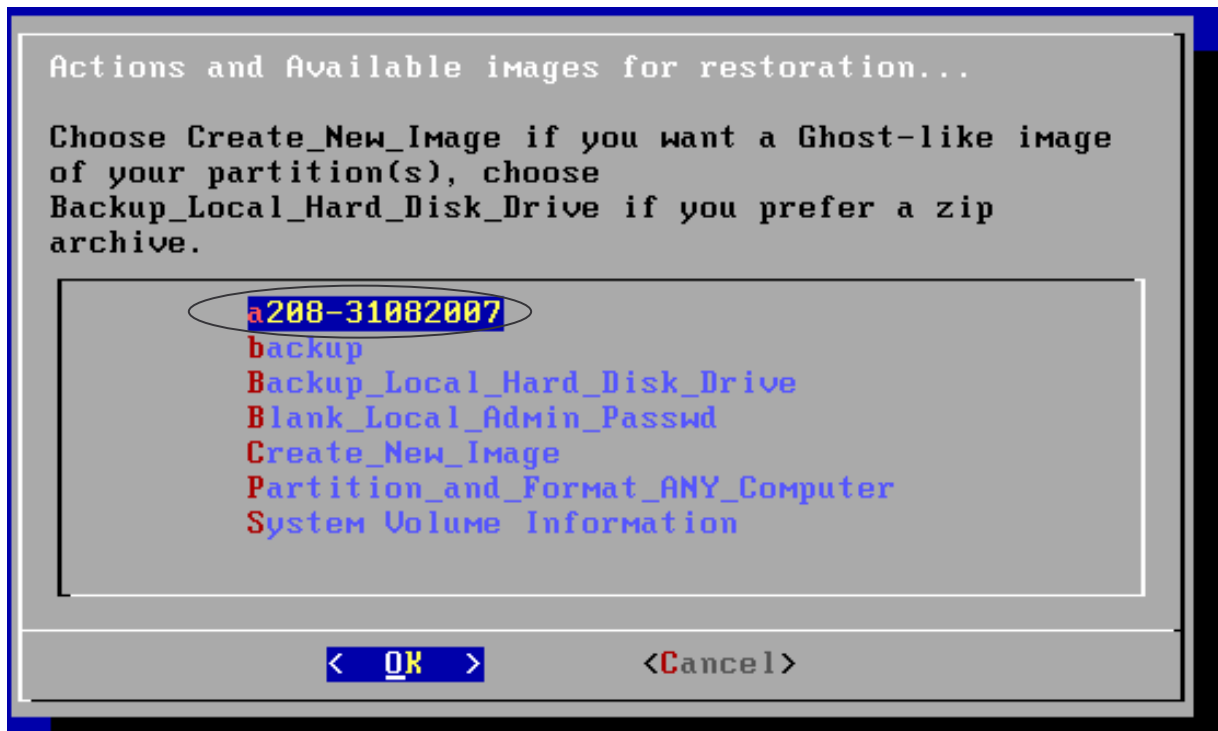 Actions and Available images for restoration...
Choose Create_New_Image if you want a Ghost-like image
of your partition(s), choose
Backup_Local_Hard_Disk_Drive if you prefer a zip
archive.
a208-31082007
backup
Backup_Local_Hard_Disk_Drive
Blank_Local_Admin_Passwd
Create_New_Image
Partition_and_Format_ANY_Computer
System Volume Information
< OK > <Cancel>